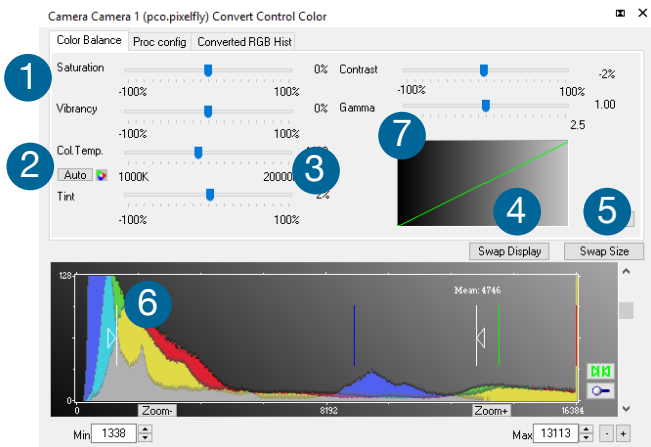 Camera Camera 1 (pco.pixelfly) Convert Control Color
Color Balance Proc config Converted RGB Hist
1
Saturation 0%
-100% 100%
Vibrancy 0%
-100% 100%
2
Col.Temp.
Auto 1000K 2000
3
Tint 2%
-100% 100%
Contrast -2%
-100% 100%
Gamma 1.00
2.5
7
4
5
Swap Display Swap Size
128
6
Mean: 4746
0
0 Zoom- 8192 Zoom+ 16384
Min 1338 Max 13113 - +